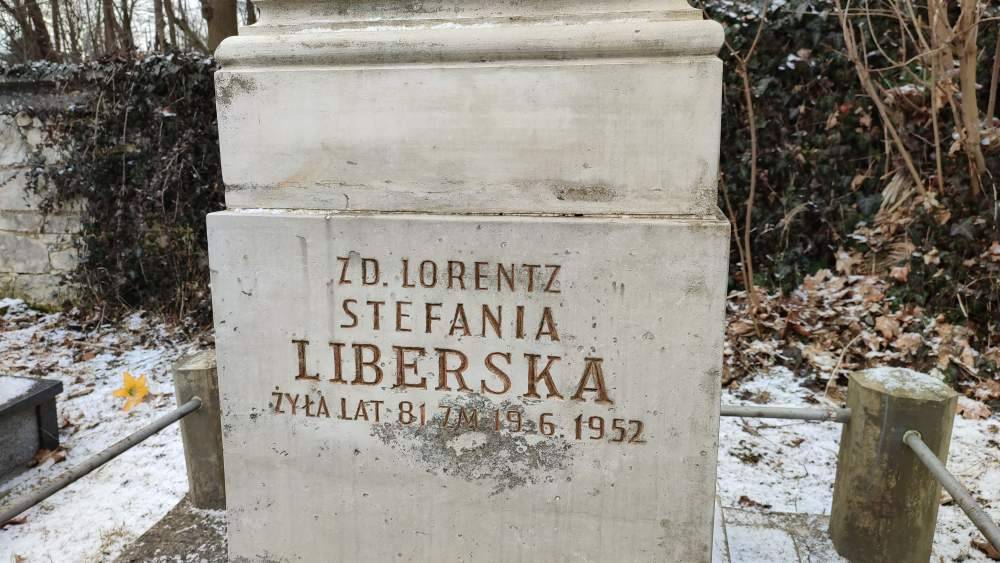 ZD. LORENTZ
STEFANIA
LIBERSKA
ŻYŁA LAT 81 ZM. 19.6.1952